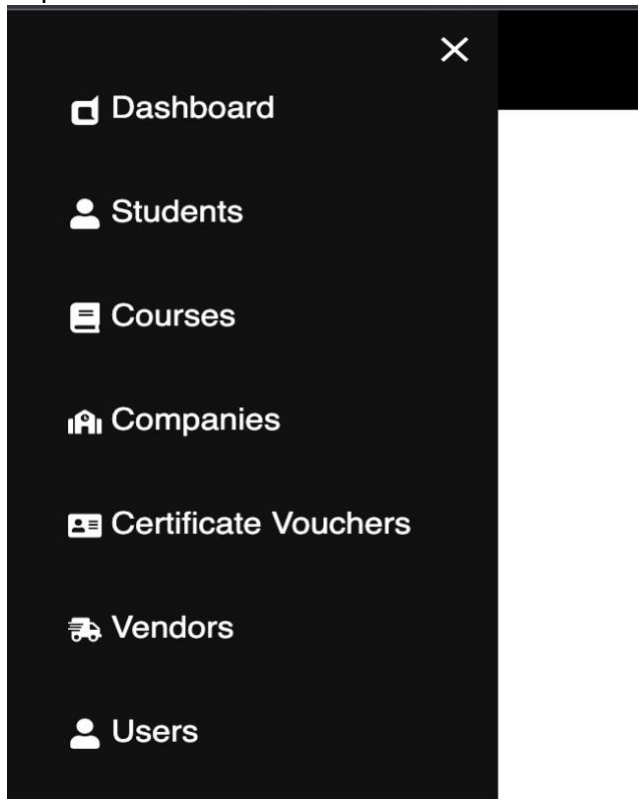 Dashboard
Students
Courses
Companies
Certificate Vouchers
Vendors
Users